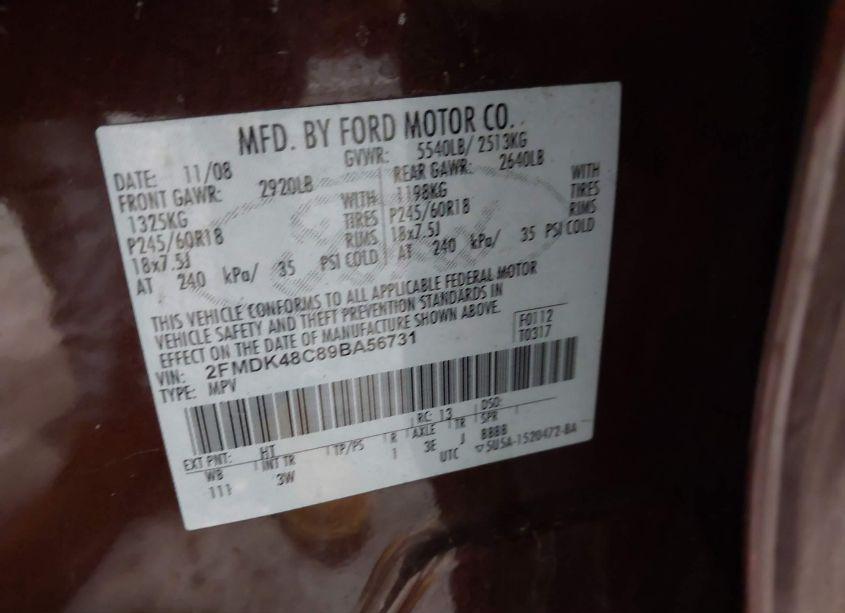 MFD. BY FORD MOTOR CO.
DATE: 11/08 GVWR: 5540LB/ 2513KG
FRONT GAWR: 2920LB REAR GAWR: 2640LB
1325KG WITH 1198KG WITH
P245/60R18 TIRES P245/60R18 TIRES
18x7.5J RIMS 18x7.5J RIMS
AT 240 kPa/ 35 PSI COLD AT 240 kPa/ 35 PSI COLD
THIS VEHICLE CONFORMS TO ALL APPLICABLE FEDERAL MOTOR
VEHICLE SAFETY AND THEFT PREVENTION STANDARDS IN
EFFECT ON THE DATE OF MANUFACTURE SHOWN ABOVE.
F0112
VIN: 2FMDK48C89BA56731 T0317
TYPE: MPV
EXT PNT: HT RC: 13 DSO:
WB INT TR TP/PS R AXLE TR SPR
111 3W 1 3E J BBBB
UTC 5U5A-1520472-BA